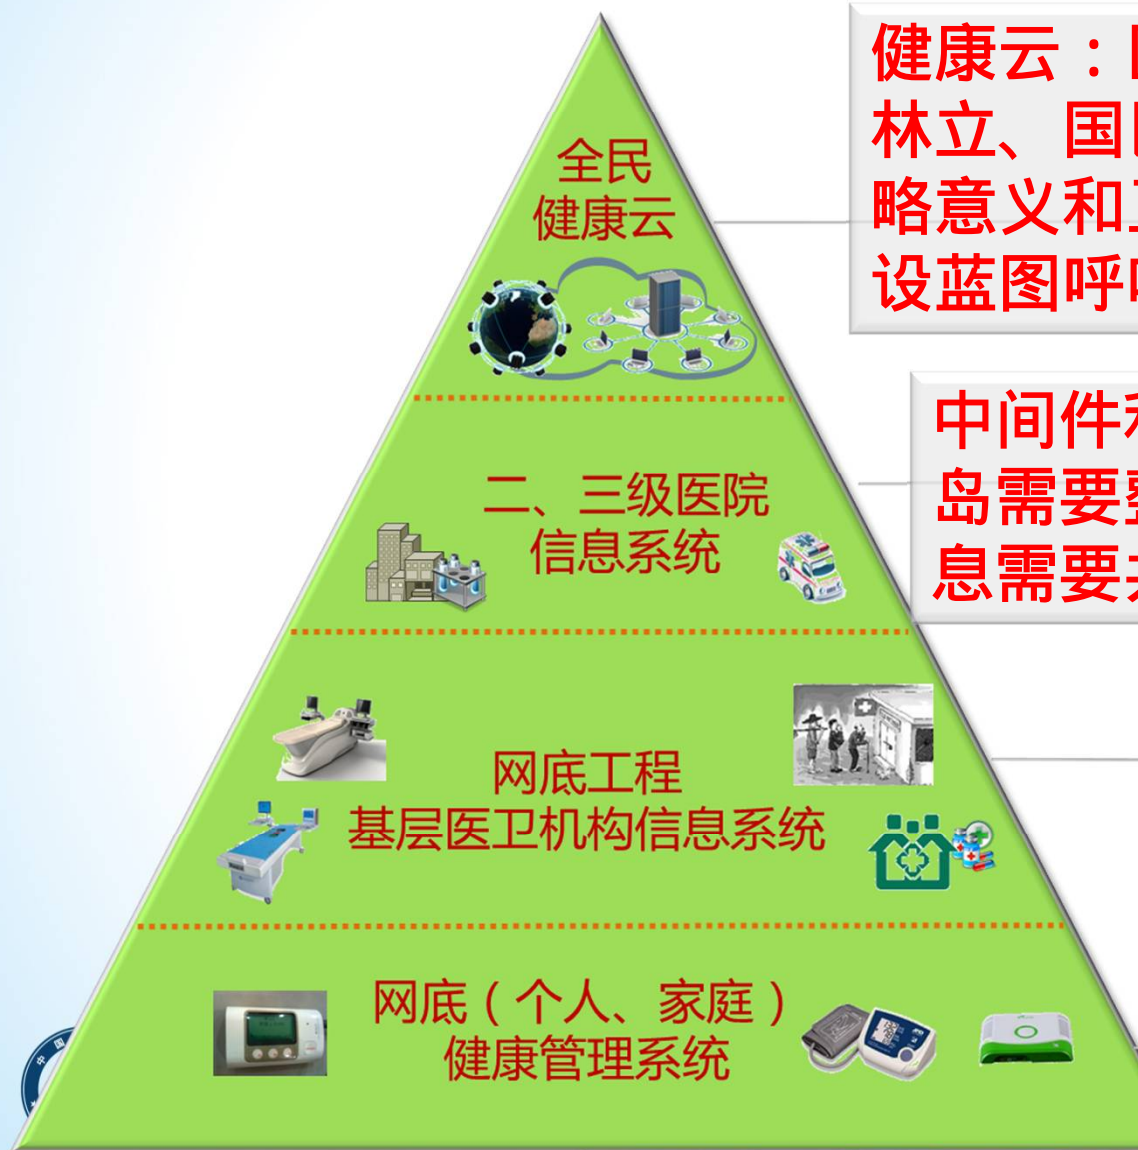 全民
健康云
健康云：
林立、国
略意义和
设蓝图呼
二、三级医院
信息系统
中间件
岛需要
息需要
网底工程
基层医卫机构信息系统
网底（个人、家庭）
健康管理系统
中国